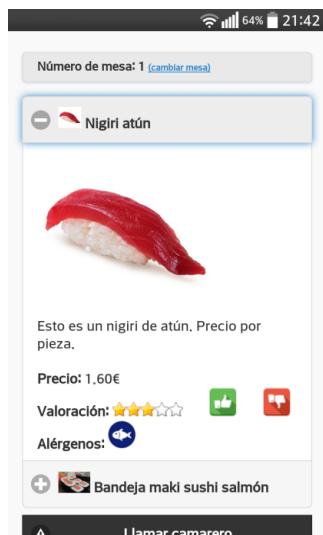 64% 21:42
Número de mesa: 1 (cambiar mesa)
Nigiri atún
Esto es un nigiri de atún. Precio por
pieza.
Precio: 1.60€
Valoración:
Alérgenos:
Bandeja maki sushi salmón
Llamar camarero